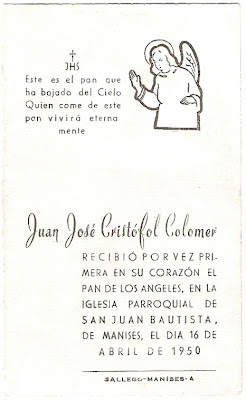 JHS
Este es el pan que
ha bajado del Cielo
Quien come de este
pan vivirá eterna
mente
Juan José Cristófol Colomer
RECIBIÓ POR VEZ PRI-
MERA EN SU CORAZÓN EL
PAN DE LOS ANGELES, EN LA
IGLESIA PARROQUIAL DE
SAN JUAN BAUTISTA,
DE MANISES, EL DIA 16 DE
ABRIL DE 1950
GALLEGO-MANISES-A